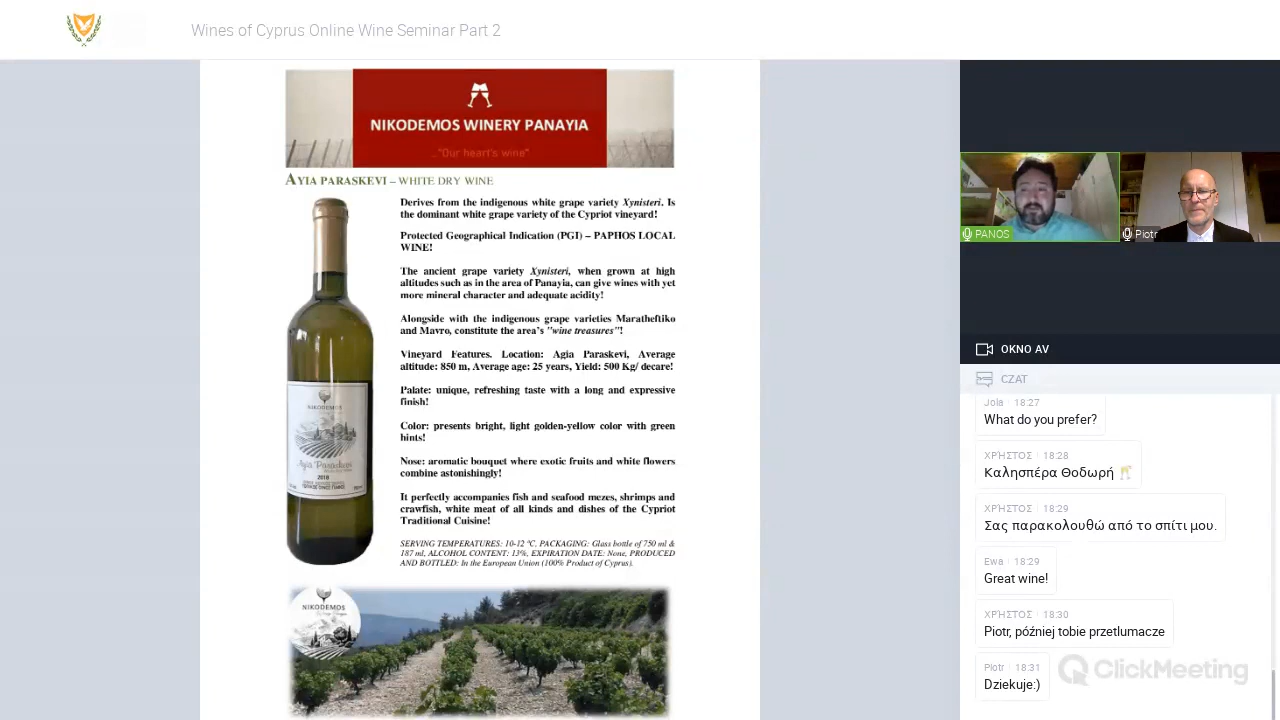 Wines of Cyprus Online Wine Seminar Part 2
NIKODEMOS WINERY PANAYIA
.."Our heart's wine"
AYIA PARASKEVI – WHITE DRY WINE
Derives from the indigenous white grape variety Xynisteri. Is
the dominant white grape variety of the Cypriot vineyard!
Protected Geographical Indication (PGI) – PAPHOS LOCAL
WINE!
The ancient grape variety Xynisteri, when grown at high
altitudes such as in the area of Panayia, can give wines with yet
more mineral character and adequate acidity!
Alongside with the indigenous grape varieties Maratheftiko
and Mavro, constitute the area's "wine treasures"!
Vineyard Features. Location: Agia Paraskevi, Average
altitude: 850 m, Average age: 25 years, Yield: 500 Kg/ decare!
Palate: unique, refreshing taste with a long and expressive
finish!
Color: presents bright, light golden-yellow color with green
hints!
Nose: aromatic bouquet where exotic fruits and white flowers
combine astonishingly!
It perfectly accompanies fish and seafood mezes, shrimps and
crawfish, white meat of all kinds and dishes of the Cypriot
Traditional Cuisine!
SERVING TEMPERATURES: 10-12 ºC, PACKAGING: Glass bottle of 750 ml &
187 ml, ALCOHOL CONTENT: 13%, EXPIRATION DATE: None, PRODUCED
AND BOTTLED: In the European Union (100% Product of Cyprus).
NIKODEMOS
Agia Paraskevi
2018
NIKODEMOS
PANOS
Piotr
OKNO AV
CZAT
Jola 18:27
What do you prefer?
ΧΡΉΣΤΟΣ 18:28
Καλησπέρα Θοδωρή 🥂
ΧΡΉΣΤΟΣ 18:29
Σας παρακολουθώ από το σπίτι μου.
Ewa 18:29
Great wine!
ΧΡΉΣΤΟΣ 18:30
Piotr, później tobie przetlumacze
Piotr 18:31
Dziekuje:)
ClickMeeting